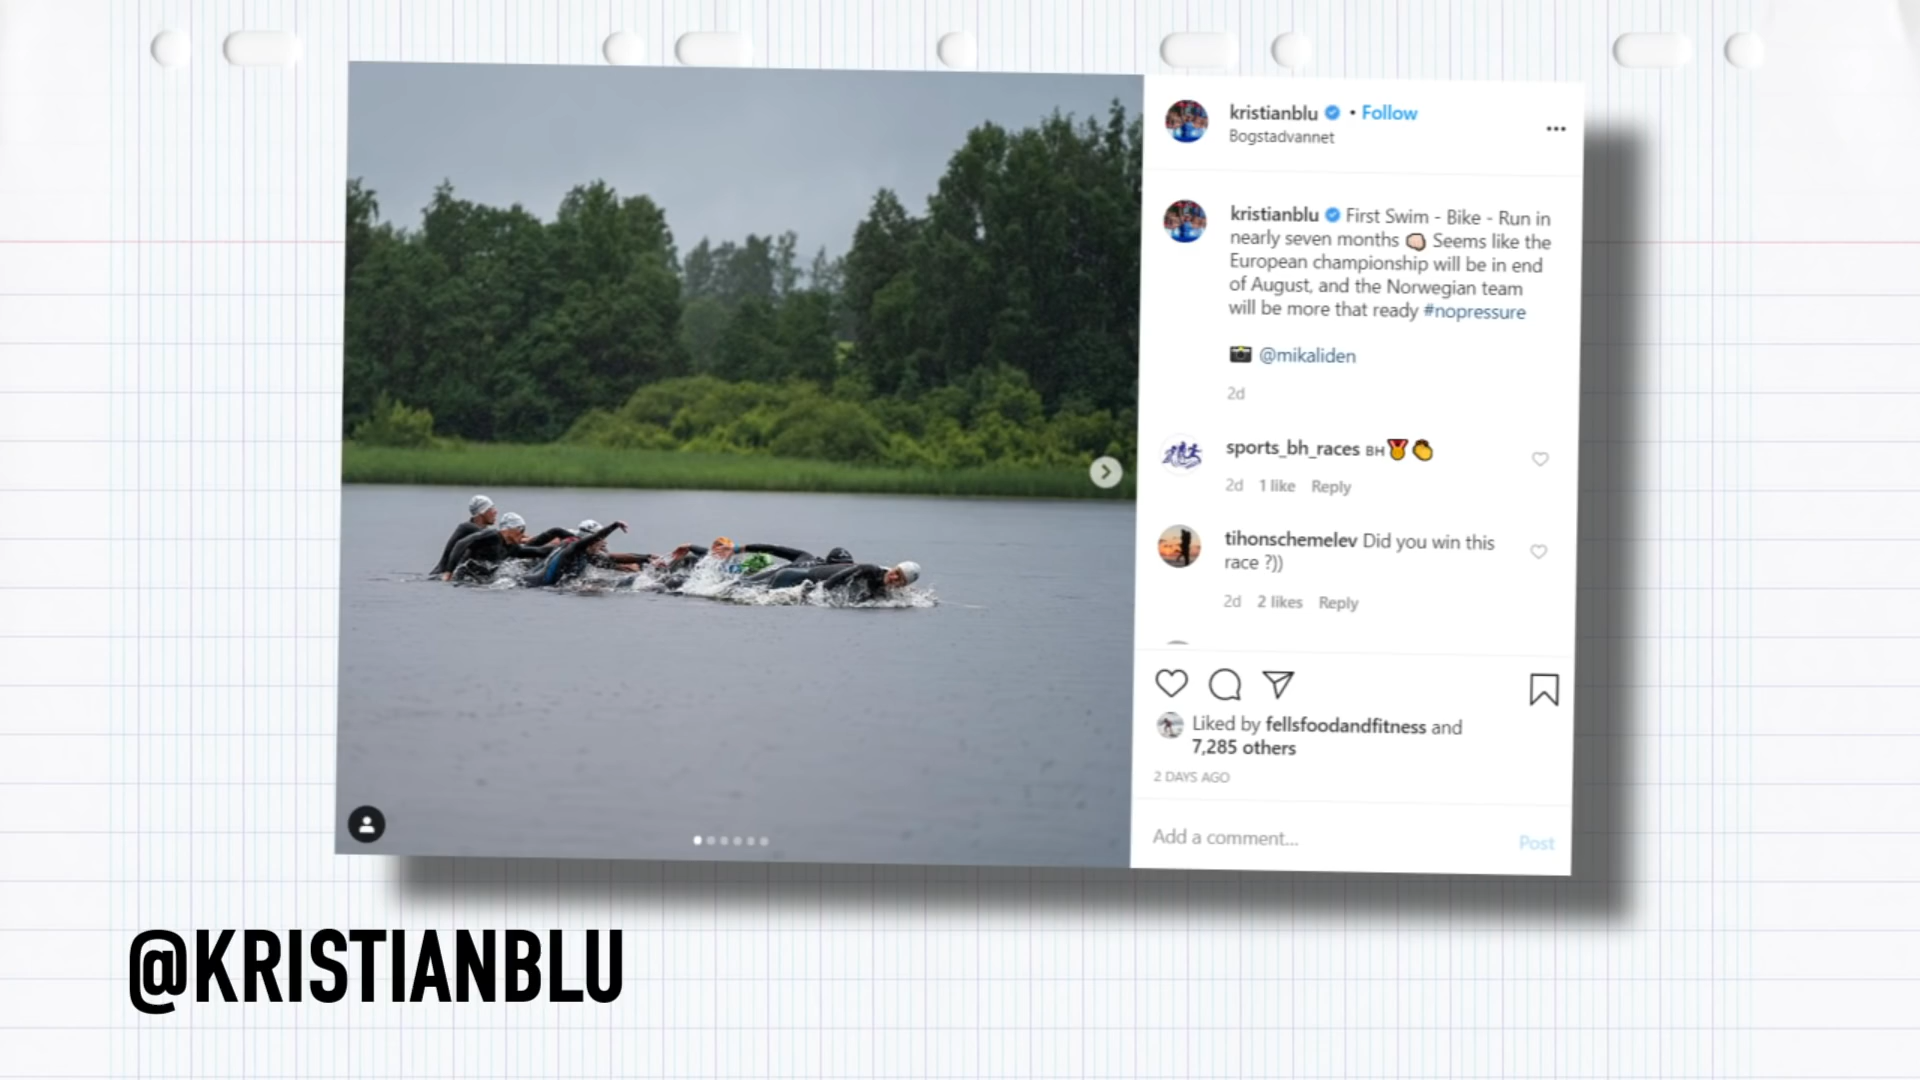 kristianblu • Follow
Bogstadvannet
kristianblu First Swim - Bike - Run in
nearly seven months 👊🏻 Seems like the
European championship will be in end
of August, and the Norwegian team
will be more that ready #nopressure
📷 @mikaliden
2d
sports_bh_races BH🏅👏
2d 1 like Reply
tihonschemelev Did you win this
race ?))
2d 2 likes Reply
Liked by fellsfoodandfitness and
7,285 others
2 DAYS AGO
Add a comment... Post
@KRISTIANBLU